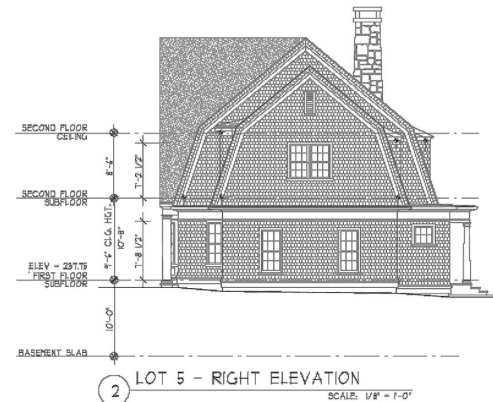 SECOND FLOOR
CEILING
8'-6"
7'-2 1/2"
SECOND FLOOR
SUBFLOOR
9'-6" CLG. HGT.
10'-8"
7'-8 1/2"
ELEV = 237.75
FIRST FLOOR
SUBFLOOR
10'-0"
BASEMENT SLAB
2 LOT 5 - RIGHT ELEVATION
SCALE: 1/8" = 1'-0"